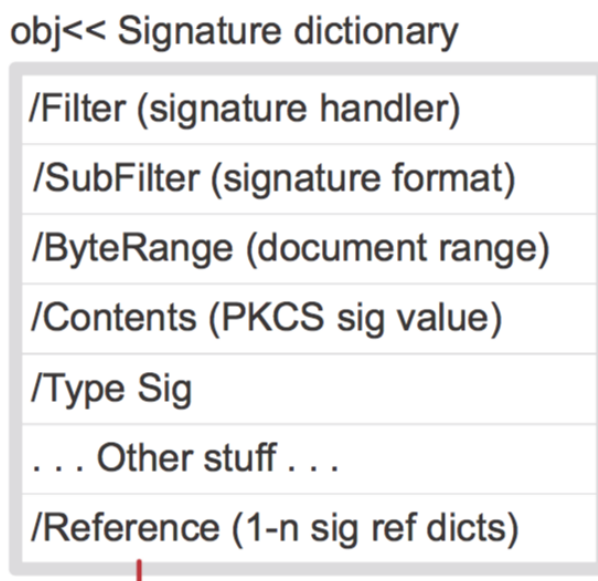 obj<< Signature dictionary
/Filter (signature handler)
/SubFilter (signature format)
/ByteRange (document range)
/Contents (PKCS sig value)
/Type Sig
. . . Other stuff . . .
/Reference (1-n sig ref dicts)